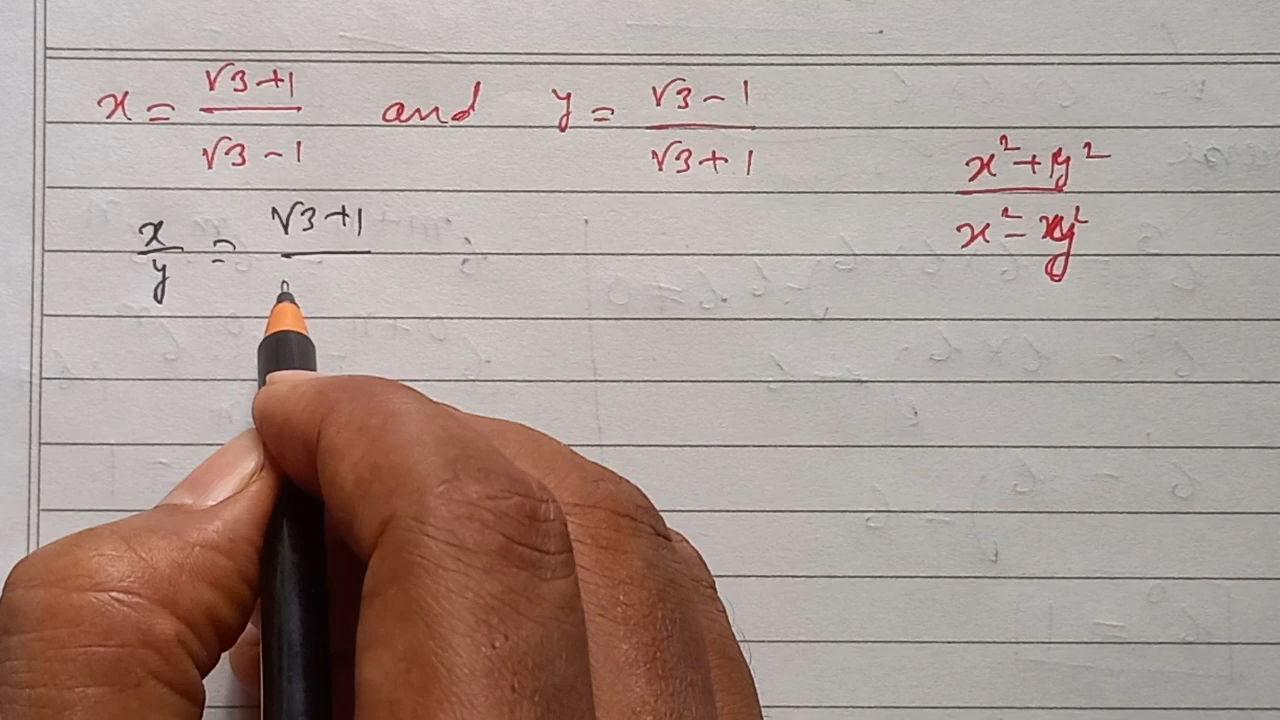 x = √3+1 / √3-1 and y = √3-1 / √3+1
x²+y² / x²-y²
x/y = √3+1